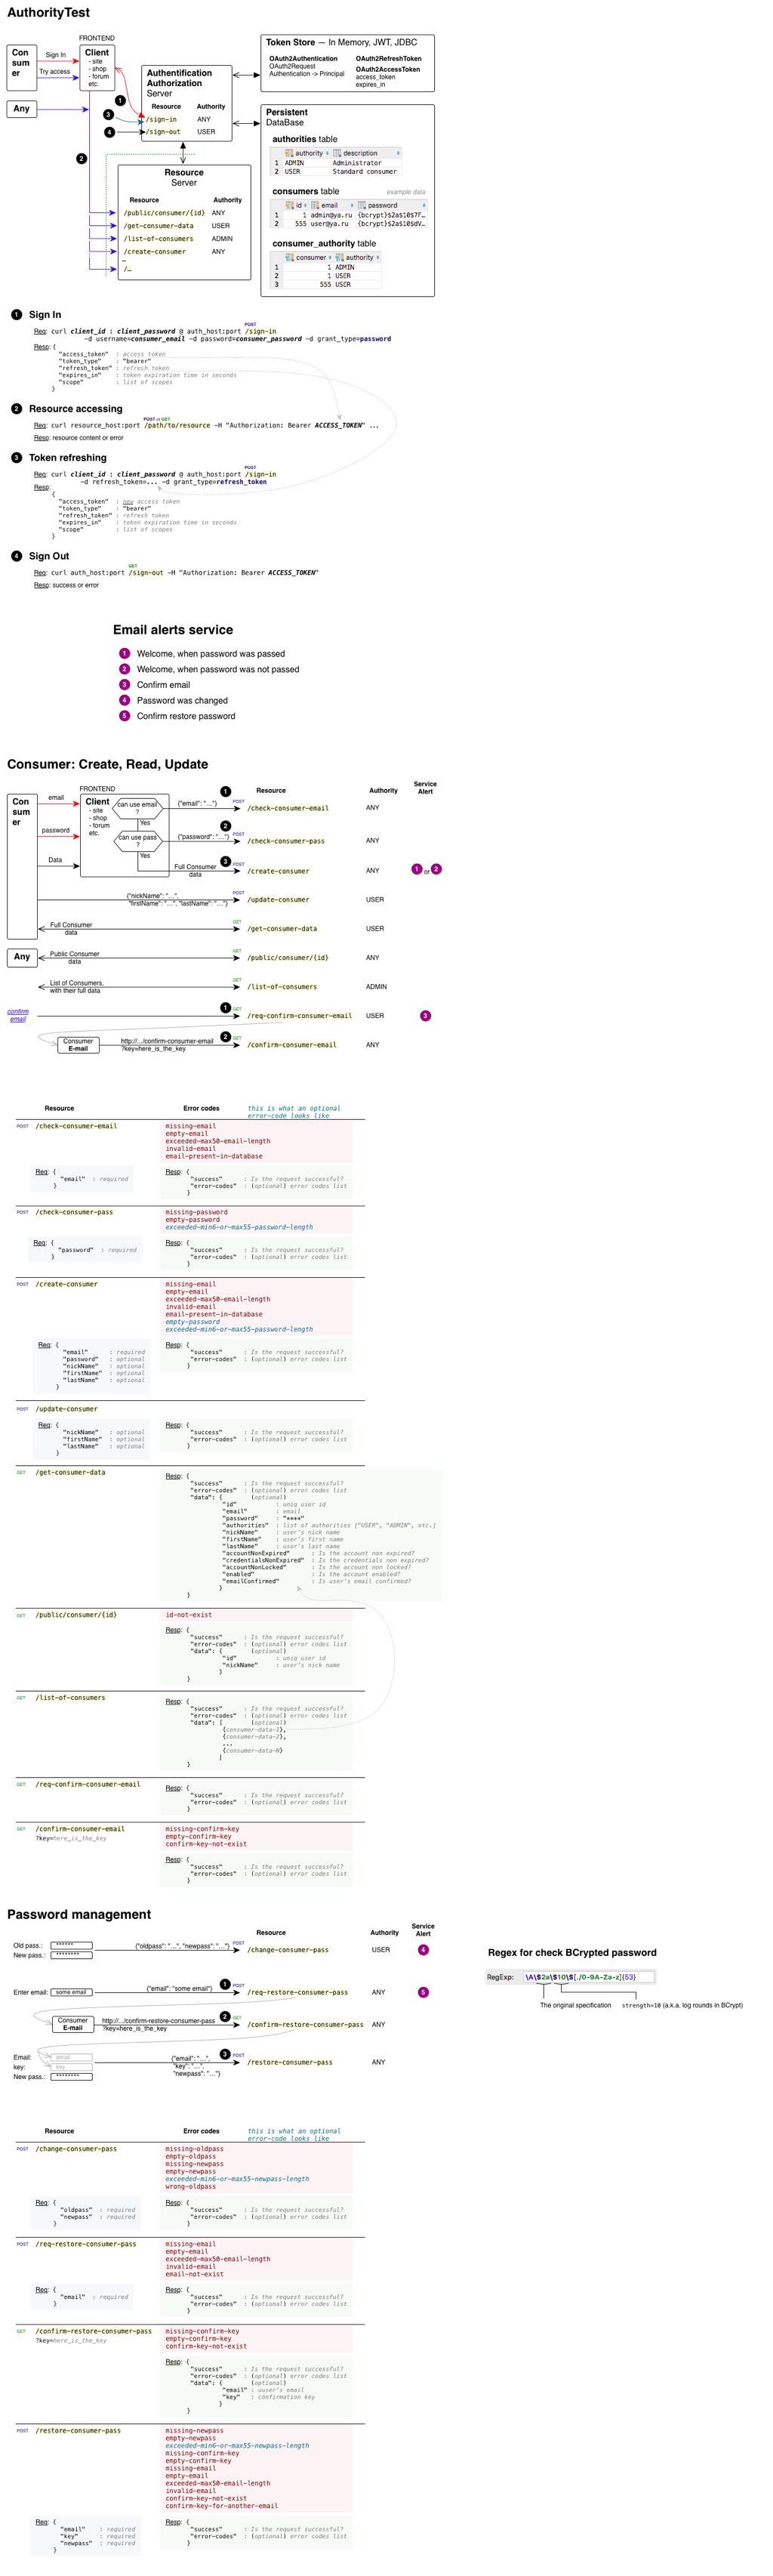 AuthorityTest
FRONTEND
Con
sum
er
Sign In
Try access
Client
- site
- shop
- forum
etc.
Any
Authentification
Authorization
Server
Resource Authority
/sign-in ANY
/sign-out USER
1
3
4
2
Resource
Server
Resource Authority
/public/consumer/{id} ANY
/get-consumer-data USER
/list-of-consumers ADMIN
/create-consumer ANY
…
/…
Token Store — In Memory, JWT, JDBC
OAuth2Authentication OAuth2RefreshToken
OAuth2Request
Authentication -> Principal
OAuth2AccessToken
access_token
expires_in
Persistent
DataBase
authorities table
authority description
1 ADMIN Administrator
2 USER Standard consumer
consumers table example data
id email password
1 1 admin@ya.ru {bcrypt}$2a$10$7F…
2 555 user@ya.ru {bcrypt}$2a$10$dV…
consumer_authority table
consumer authority
1 1 ADMIN
2 1 USER
3 555 USER
1 Sign In
POST
Req: curl client_id : client_password @ auth_host:port /sign-in
-d username=consumer_email -d password=consumer_password -d grant_type=password
Resp: {
"access_token" : access token
"token_type" : "bearer"
"refresh_token" : refresh token
"expires_in" : token expiration time in seconds
"scope" : list of scopes
}
2 Resource accessing
POST or GET
Req: curl resource_host:port /path/to/resource -H "Authorization: Bearer ACCESS_TOKEN" ...
Resp: resource content or error
3 Token refreshing
POST
Req: curl client_id : client_password @ auth_host:port /sign-in
-d refresh_token=... -d grant_type=refresh_token
Resp:
{
"access_token" : new access token
"token_type" : "bearer"
"refresh_token" : refresh token
"expires_in" : token expiration time in seconds
"scope" : list of scopes
}
4 Sign Out
GET
Req: curl auth_host:port /sign-out -H "Authorization: Bearer ACCESS_TOKEN"
Resp: success or error
Email alerts service
1 Welcome, when password was passed
2 Welcome, when password was not passed
3 Confirm email
4 Password was changed
5 Confirm restore password
Consumer: Create, Read, Update
FRONTEND
Resource Authority Service
Alert
Con
sum
er
email
password
Data
Client
- site
- shop
- forum
etc.
can use email
?
Yes
can use pass
?
Yes
{"email": "…"} 1 POST /check-consumer-email ANY
{"password": "…"} 2 POST /check-consumer-pass ANY
Full Consumer
data
3 POST /create-consumer ANY 1 or 2
{"nickName": "…",
"firstName": "…", "lastName": "…"}
POST /update-consumer USER
Full Consumer
data
GET /get-consumer-data USER
Any
Public Consumer
data
GET /public/consumer/{id} ANY
List of Consumers,
with their full data
GET /list-of-consumers ADMIN
confirm
email
1 GET /req-confirm-consumer-email USER 3
Consumer
E-mail
http://.../confirm-consumer-email
?key=here_is_the_key
2 GET /confirm-consumer-email ANY
Resource Error codes this is what an optional
error-code looks like
POST /check-consumer-email
missing-email
empty-email
exceeded-max50-email-length
invalid-email
email-present-in-database
Req: {
"email" : required
}
Resp: {
"success" : Is the request successful?
"error-codes" : (optional) error codes list
}
POST /check-consumer-pass
missing-password
empty-password
exceeded-min6-or-max55-password-length
Req: {
"password" : required
}
Resp: {
"success" : Is the request successful?
"error-codes" : (optional) error codes list
}
POST /create-consumer
missing-email
empty-email
exceeded-max50-email-length
invalid-email
email-present-in-database
empty-password
exceeded-min6-or-max55-password-length
Req: {
"email" : required
"password" : optional
"nickName" : optional
"firstName" : optional
"lastName" : optional
}
Resp: {
"success" : Is the request successful?
"error-codes" : (optional) error codes list
}
POST /update-consumer
Req: {
"nickName" : optional
"firstName" : optional
"lastName" : optional
}
Resp: {
"success" : Is the request successful?
"error-codes" : (optional) error codes list
}
GET /get-consumer-data
Resp: {
"success" : Is the request successful?
"error-codes" : (optional) error codes list
"data": { (optional)
"id" : uniq user id
"email" : email
"password" : "****"
"authorities" : list of authorities ["USER", "ADMIN", etc.]
"nickName" : user's nick name
"firstName" : user's first name
"lastName" : user's last name
"accountNonExpired" : Is the account non expired?
"credentialsNonExpired" : Is the credentials non expired?
"accountNonLocked" : Is the account non locked?
"enabled" : Is the account enabled?
"emailConfirmed" : Is user's email confirmed?
}
}
GET /public/consumer/{id}
id-not-exist
Resp: {
"success" : Is the request successful?
"error-codes" : (optional) error codes list
"data": { (optional)
"id" : uniq user id
"nickName" : user's nick name
}
}
GET /list-of-consumers
Resp: {
"success" : Is the request successful?
"error-codes" : (optional) error codes list
"data": [ (optional)
{consumer-data-1},
{consumer-data-2},
...
{consumer-data-N}
]
}
GET /req-confirm-consumer-email
Resp: {
"success" : Is the request successful?
"error-codes" : (optional) error codes list
}
GET /confirm-consumer-email
?key=here_is_the_key
missing-confirm-key
empty-confirm-key
confirm-key-not-exist
Resp: {
"success" : Is the request successful?
"error-codes" : (optional) error codes list
}
Password management
Resource Authority Service
Alert
Old pass.: ******
New pass.: ********
{"oldpass": "…", "newpass": "…"} POST /change-consumer-pass USER 4
Enter email: some email
{"email": "some email"} 1 POST /req-restore-consumer-pass ANY 5
Consumer
E-mail
http://.../confirm-restore-consumer-pass
?key=here_is_the_key
2 GET /confirm-restore-consumer-pass ANY
Email: email
key: key
New pass.: ********
{"email": "…",
"key": "…",
"newpass": "…"}
3 POST /restore-consumer-pass ANY
Regex for check BCrypted password
RegExp: \A\$2a\$10\$[./0-9A-Za-z]{53}
The original specification strength=10 (a.k.a. log rounds in BCrypt)
Resource Error codes this is what an optional
error-code looks like
POST /change-consumer-pass
missing-oldpass
empty-oldpass
missing-newpass
empty-newpass
exceeded-min6-or-max55-newpass-length
wrong-oldpass
Req: {
"oldpass" : required
"newpass" : required
}
Resp: {
"success" : Is the request successful?
"error-codes" : (optional) error codes list
}
POST /req-restore-consumer-pass
missing-email
empty-email
exceeded-max50-email-length
invalid-email
email-not-exist
Req: {
"email" : required
}
Resp: {
"success" : Is the request successful?
"error-codes" : (optional) error codes list
}
GET /confirm-restore-consumer-pass
?key=here_is_the_key
missing-confirm-key
empty-confirm-key
confirm-key-not-exist
Resp: {
"success" : Is the request successful?
"error-codes" : (optional) error codes list
"data": { (optional)
"email" : uuser's email
"key" : confirmation key
}
}
POST /restore-consumer-pass
missing-newpass
empty-newpass
exceeded-min6-or-max55-newpass-length
missing-confirm-key
empty-confirm-key
missing-email
empty-email
exceeded-max50-email-length
invalid-email
confirm-key-not-exist
confirm-key-for-another-email
Req: {
"email" : required
"key" : required
"newpass" : required
}
Resp: {
"success" : Is the request successful?
"error-codes" : (optional) error codes list
}